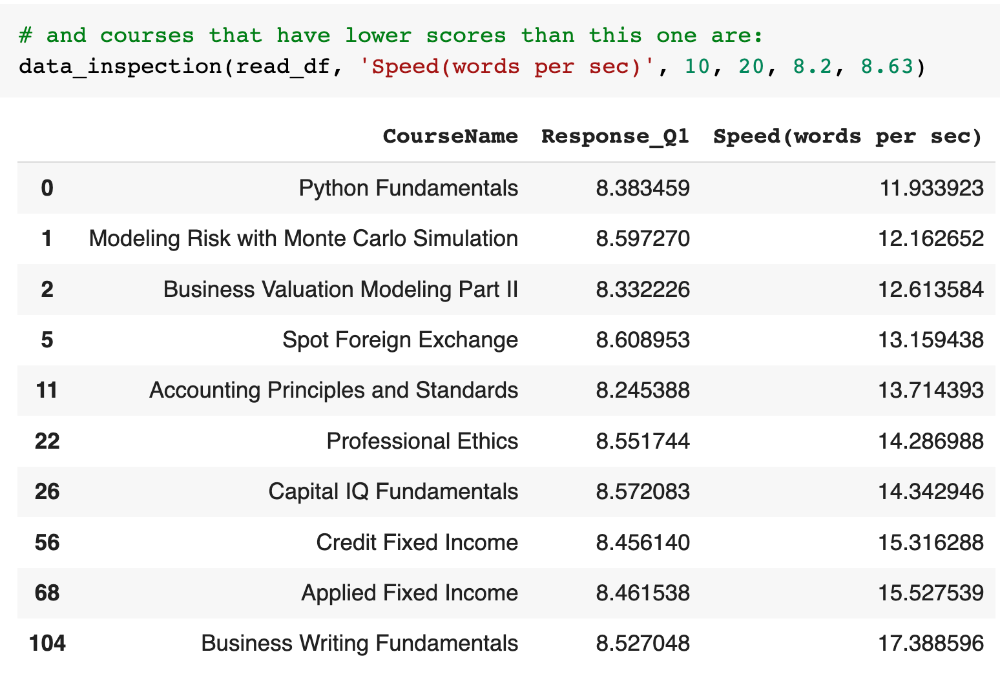 # and courses that have lower scores than this one are:
data_inspection(read_df, 'Speed(words per sec)', 10, 20, 8.2, 8.63)
CourseName Response_Q1 Speed(words per sec)
0 Python Fundamentals 8.383459 11.933923
1 Modeling Risk with Monte Carlo Simulation 8.597270 12.162652
2 Business Valuation Modeling Part II 8.332226 12.613584
5 Spot Foreign Exchange 8.608953 13.159438
11 Accounting Principles and Standards 8.245388 13.714393
22 Professional Ethics 8.551744 14.286988
26 Capital IQ Fundamentals 8.572083 14.342946
56 Credit Fixed Income 8.456140 15.316288
68 Applied Fixed Income 8.461538 15.527539
104 Business Writing Fundamentals 8.527048 17.388596